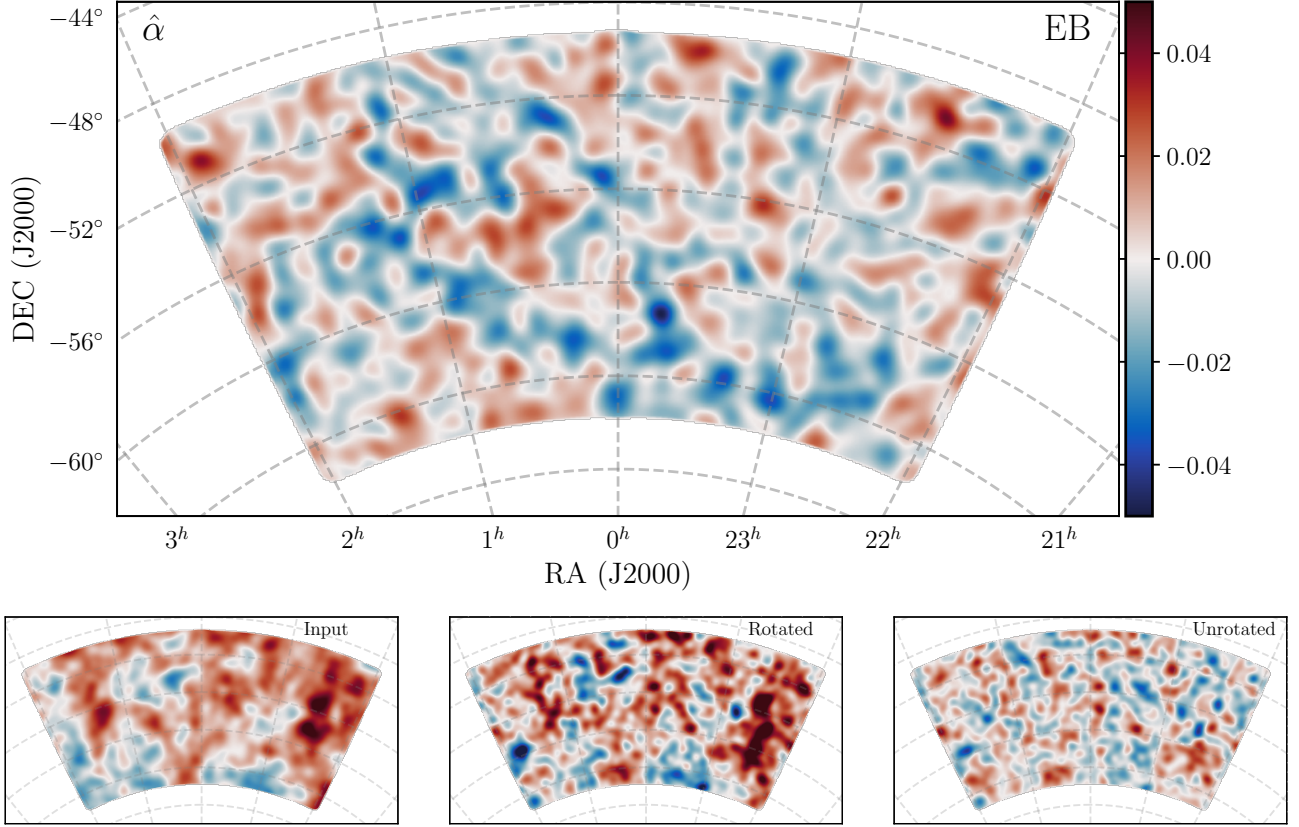 α̂
EB
−44°
−48°
−52°
−56°
−60°
DEC (J2000)
0.04
0.02
0.00
−0.02
−0.04
3ʰ 2ʰ 1ʰ 0ʰ 23ʰ 22ʰ 21ʰ
RA (J2000)
Input
Rotated
Unrotated